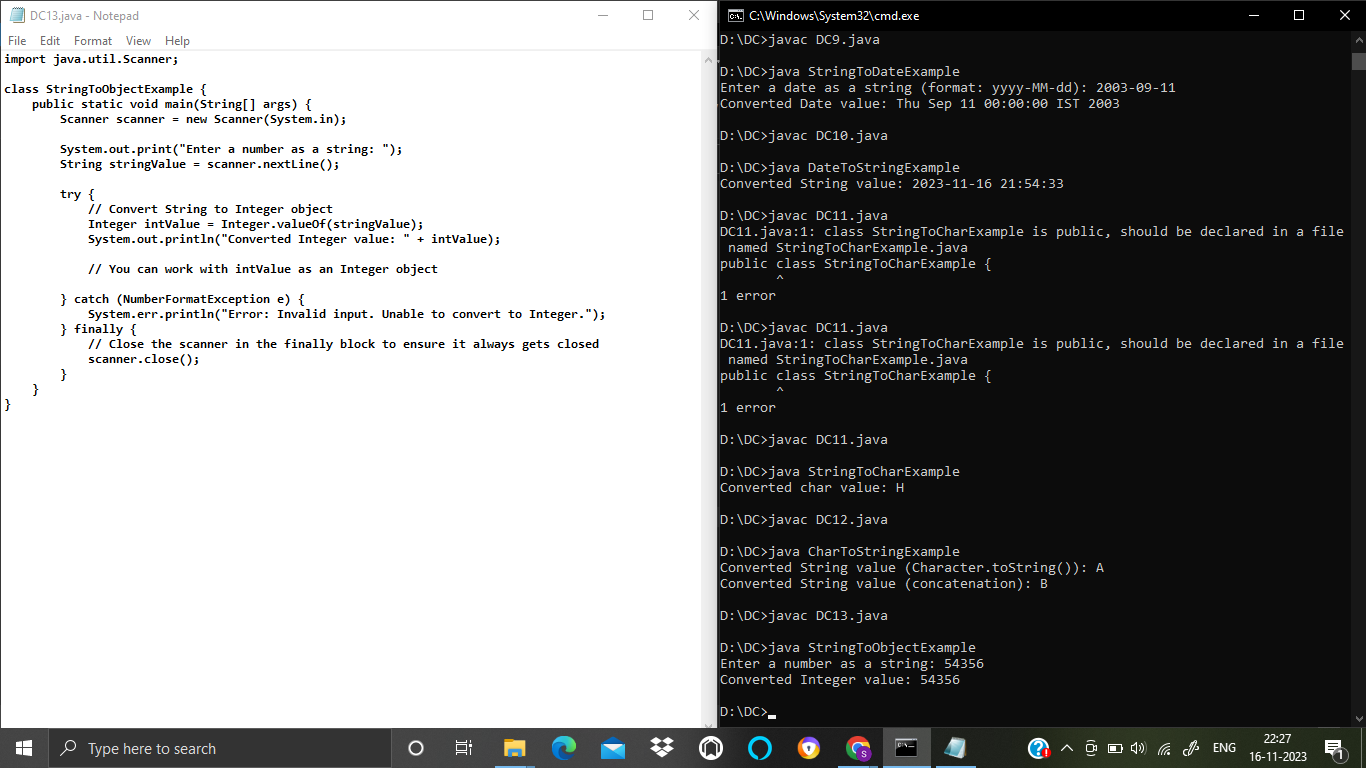 DC13.java - Notepad
File Edit Format View Help
import java.util.Scanner;
class StringToObjectExample {
public static void main(String[] args) {
Scanner scanner = new Scanner(System.in);
System.out.print("Enter a number as a string: ");
String stringValue = scanner.nextLine();
try {
// Convert String to Integer object
Integer intValue = Integer.valueOf(stringValue);
System.out.println("Converted Integer value: " + intValue);
// You can work with intValue as an Integer object
} catch (NumberFormatException e) {
System.err.println("Error: Invalid input. Unable to convert to Integer.");
} finally {
// Close the scanner in the finally block to ensure it always gets closed
scanner.close();
}
}
}
C:\Windows\System32\cmd.exe
D:\DC>javac DC9.java
D:\DC>java StringToDateExample
Enter a date as a string (format: yyyy-MM-dd): 2003-09-11
Converted Date value: Thu Sep 11 00:00:00 IST 2003
D:\DC>javac DC10.java
D:\DC>java DateToStringExample
Converted String value: 2023-11-16 21:54:33
D:\DC>javac DC11.java
DC11.java:1: class StringToCharExample is public, should be declared in a file
named StringToCharExample.java
public class StringToCharExample {
^
1 error
D:\DC>javac DC11.java
DC11.java:1: class StringToCharExample is public, should be declared in a file
named StringToCharExample.java
public class StringToCharExample {
^
1 error
D:\DC>javac DC11.java
D:\DC>java StringToCharExample
Converted char value: H
D:\DC>javac DC12.java
D:\DC>java CharToStringExample
Converted String value (Character.toString()): A
Converted String value (concatenation): B
D:\DC>javac DC13.java
D:\DC>java StringToObjectExample
Enter a number as a string: 54356
Converted Integer value: 54356
D:\DC>
Type here to search
ENG
22:27
16-11-2023
1